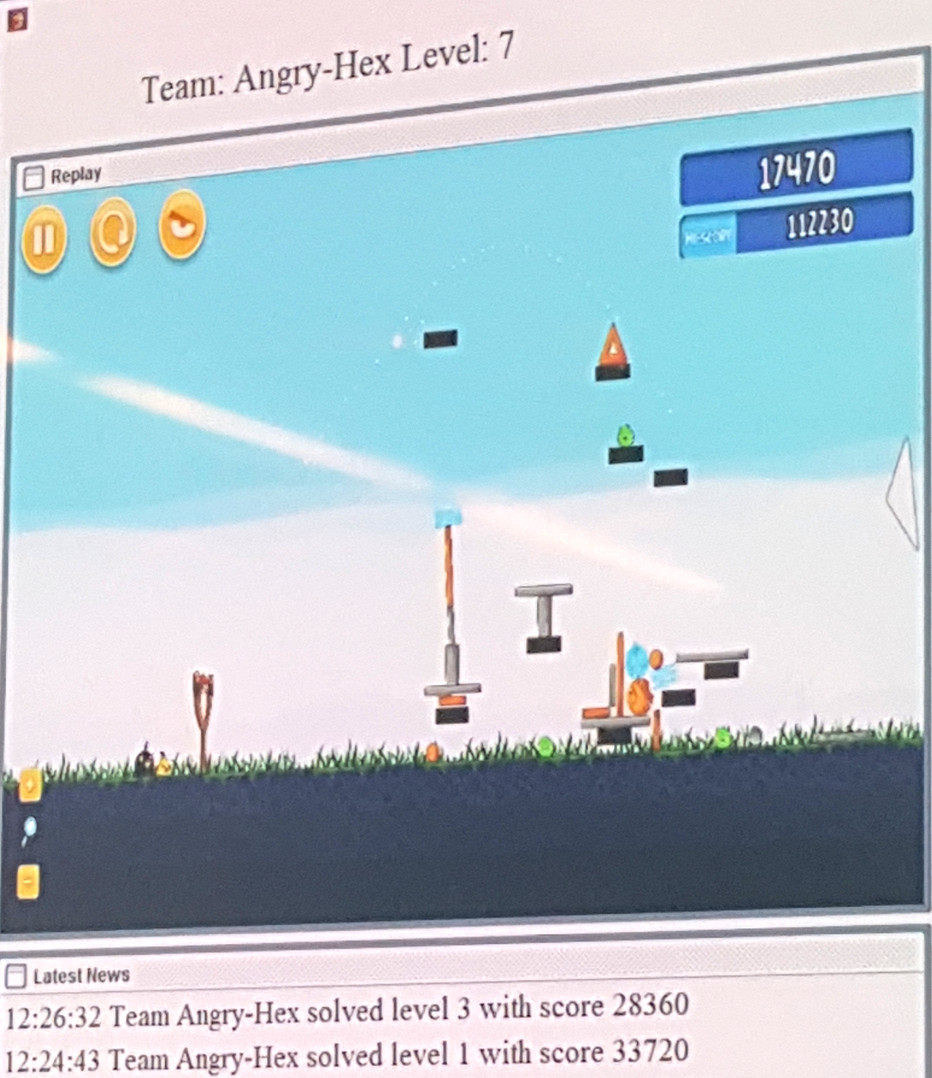 Team: Angry-Hex Level: 7
Replay
17470
112230
Latest News
12:26:32 Team Angry-Hex solved level 3 with score 28360
12:24:43 Team Angry-Hex solved level 1 with score 33720